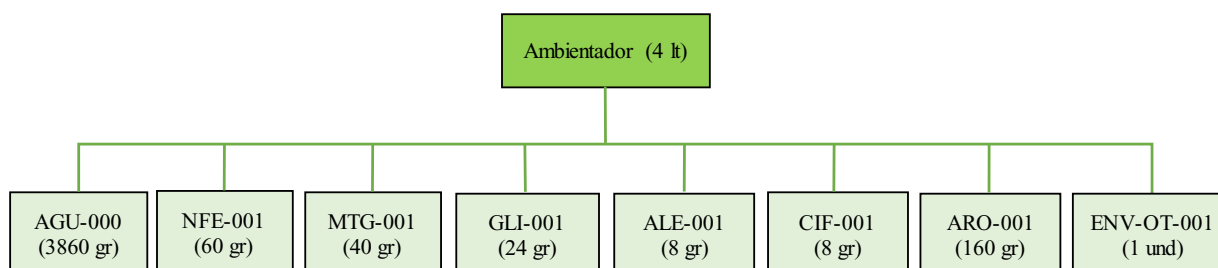 Ambientador (4 lt)
AGU-000
(3860 gr)
NFE-001
(60 gr)
MTG-001
(40 gr)
GLI-001
(24 gr)
ALE-001
(8 gr)
CIF-001
(8 gr)
ARO-001
(160 gr)
ENV-OT-001
(1 und)